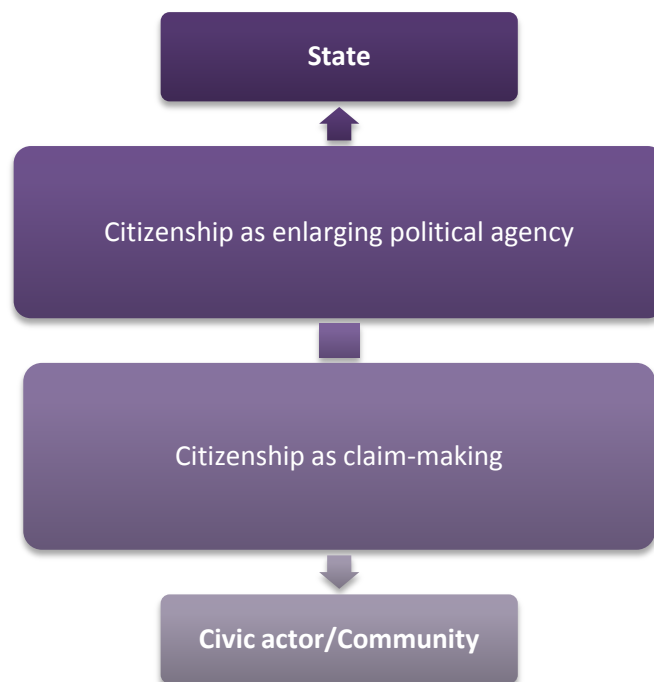 State
Citizenship as enlarging political agency
Citizenship as claim-making
Civic actor/Community